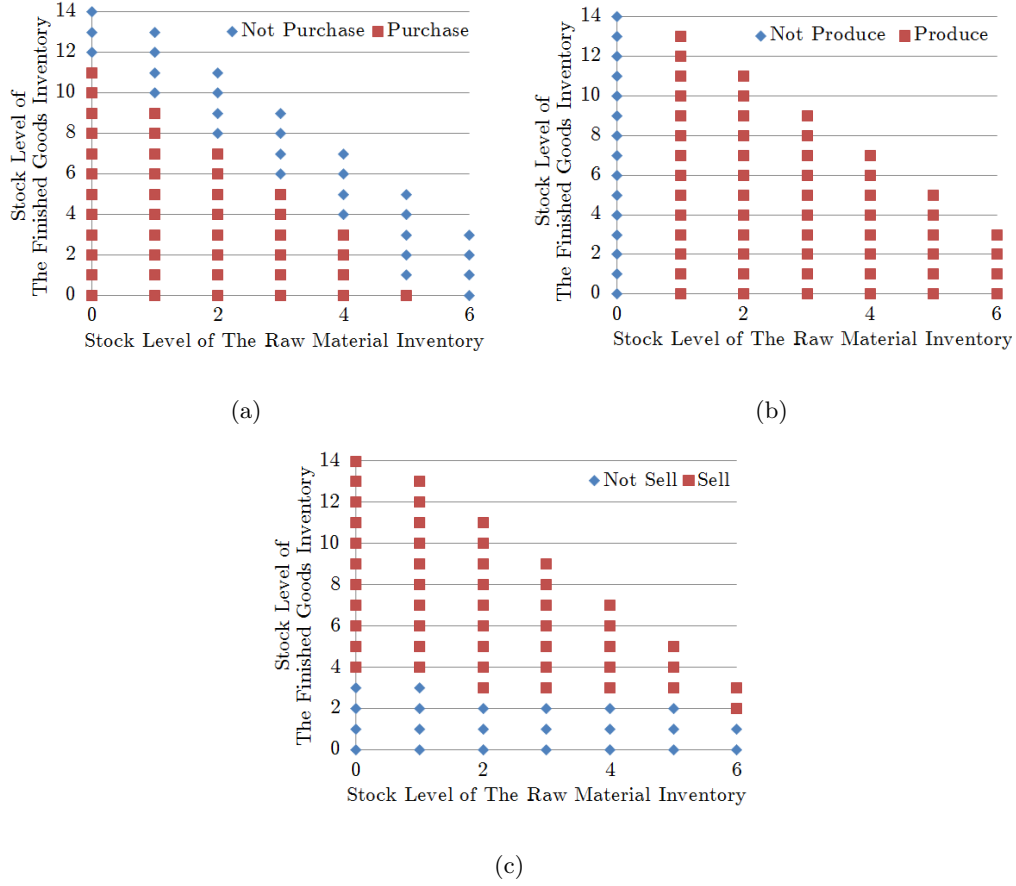 14
12
10
8
6
4
2
0
Stock Level of
The Finished Goods Inventory
Not Purchase Purchase
0 2 4 6
Stock Level of The Raw Material Inventory
(a)
14
12
10
8
6
4
2
0
Stock Level of
The Finished Goods Inventory
Not Produce Produce
0 2 4 6
Stock Level of The Raw Material Inventory
(b)
14
12
10
8
6
4
2
0
Stock Level of
The Finished Goods Inventory
Not Sell Sell
0 2 4 6
Stock Level of The Raw Material Inventory
(c)